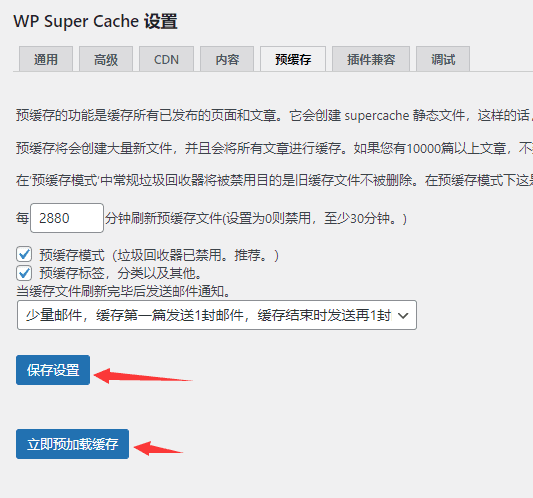 WP Super Cache 设置
通用 高级 CDN 内容 预缓存 插件兼容 调试
预缓存的功能是缓存所有已发布的页面和文章。它会创建 supercache 静态文件，这样的话，
预缓存将会创建大量新文件，并且会将所有文章进行缓存。如果您有10000篇以上文章，不
在'预缓存模式'中常规垃圾回收器将被禁用目的是旧缓存文件不被删除。在预缓存模式下这是
每 2880 分钟刷新预缓存文件(设置为0则禁用，至少30分钟。)
预缓存模式（垃圾回收器已禁用。推荐。）
预缓存标签，分类以及其他。
当缓存文件刷新完毕后发送邮件通知。
少量邮件，缓存第一篇发送1封邮件，缓存结束时发送再1封
保存设置
立即预加载缓存